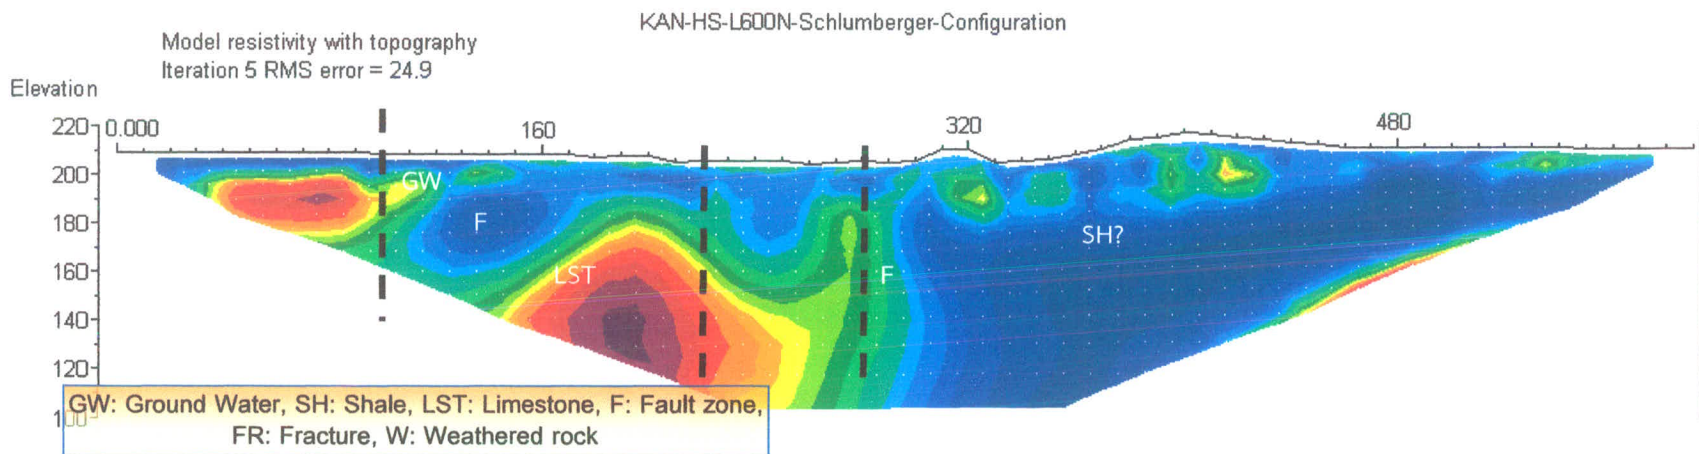 KAN-HS-L600N-Schlumberger-Configuration
Model resistivity with topography
Iteration 5 RMS error = 24.9
Elevation
220 0.000 160 320 480
200
180
160
140
120
100
GW
F
LST
F
SH?
GW: Ground Water, SH: Shale, LST: Limestone, F: Fault zone,
FR: Fracture, W: Weathered rock